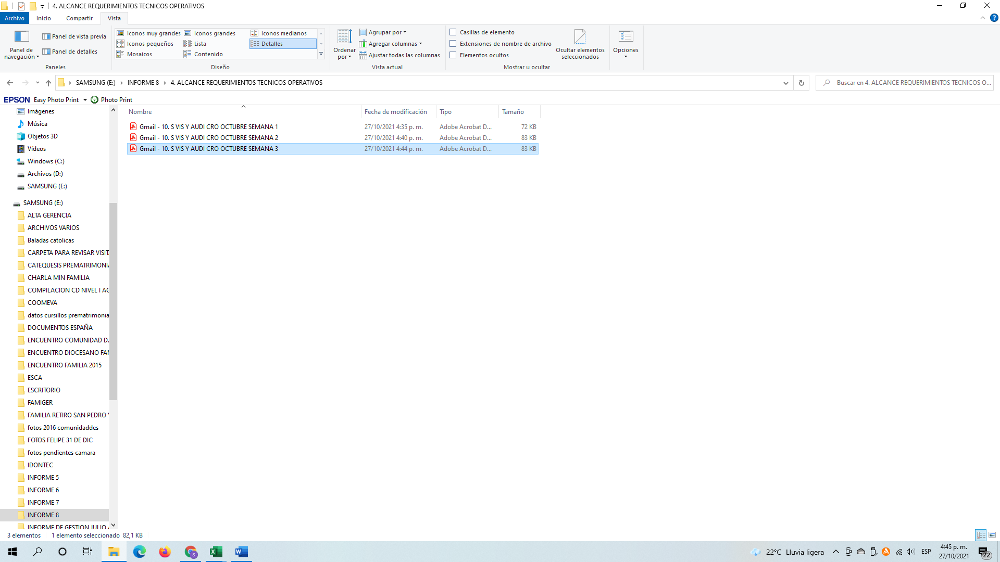 4. ALCANCE REQUERIMIENTOS TECNICOS OPERATIVOS
Archivo Inicio Compartir Vista
Panel de navegación
Panel de vista previa
Panel de detalles
Paneles
Iconos muy grandes Iconos grandes Iconos medianos
Iconos pequeños Lista Detalles
Mosaicos Contenido
Diseño
Ordenar por
Agrupar por
Agregar columnas
Ajustar todas las columnas
Vista actual
Casillas de elemento
Extensiones de nombre de archivo
Elementos ocultos
Ocultar elementos seleccionados
Mostrar u ocultar
Opciones
SAMSUNG (E:) > INFORME 8 > 4. ALCANCE REQUERIMIENTOS TECNICOS OPERATIVOS
Buscar en 4. ALCANCE REQUERIMIENTOS TECNICOS O...
EPSON Easy Photo Print Photo Print
Nombre Fecha de modificación Tipo Tamaño
Gmail - 10. S VIS Y AUDI CRO OCTUBRE SEMANA 1 27/10/2021 4:35 p. m. Adobe Acrobat D... 72 KB
Gmail - 10. S VIS Y AUDI CRO OCTUBRE SEMANA 2 27/10/2021 4:40 p. m. Adobe Acrobat D... 83 KB
Gmail - 10. S VIS Y AUDI CRO OCTUBRE SEMANA 3 27/10/2021 4:44 p. m. Adobe Acrobat D... 83 KB
Imágenes
Música
Objetos 3D
Vídeos
Windows (C:)
Archivos (D:)
SAMSUNG (E:)
SAMSUNG (E:)
ALTA GERENCIA
ARCHIVOS VARIOS
Baladas catolicas
CARPETA PARA REVISAR VISIT
CATEQUESIS PREMATRIMONIA
CHARLA MIN FAMILIA
COMPILACION CD NIVEL I AG
COOMEVA
datos cursillos prematrimonia
DOCUMENTOS ESPAÑA
ENCUENTRO COMUNIDAD D.
ENCUENTRO DIOCESANO FAM
ENCUENTRO FAMILIA 2015
ESCA
ESCRITORIO
FAMIGER
FAMILIA RETIRO SAN PEDRO Y
fotos 2016 comunidaddes
FOTOS FELIPE 31 DE DIC
fotos pendientes camara
IDONTEC
INFORME 5
INFORME 6
INFORME 7
INFORME 8
INFORME DE GESTION JULIO
3 elementos 1 elemento seleccionado 82,1 KB
22°C Lluvia ligera
ESP
4:45 p. m.
27/10/2021
22